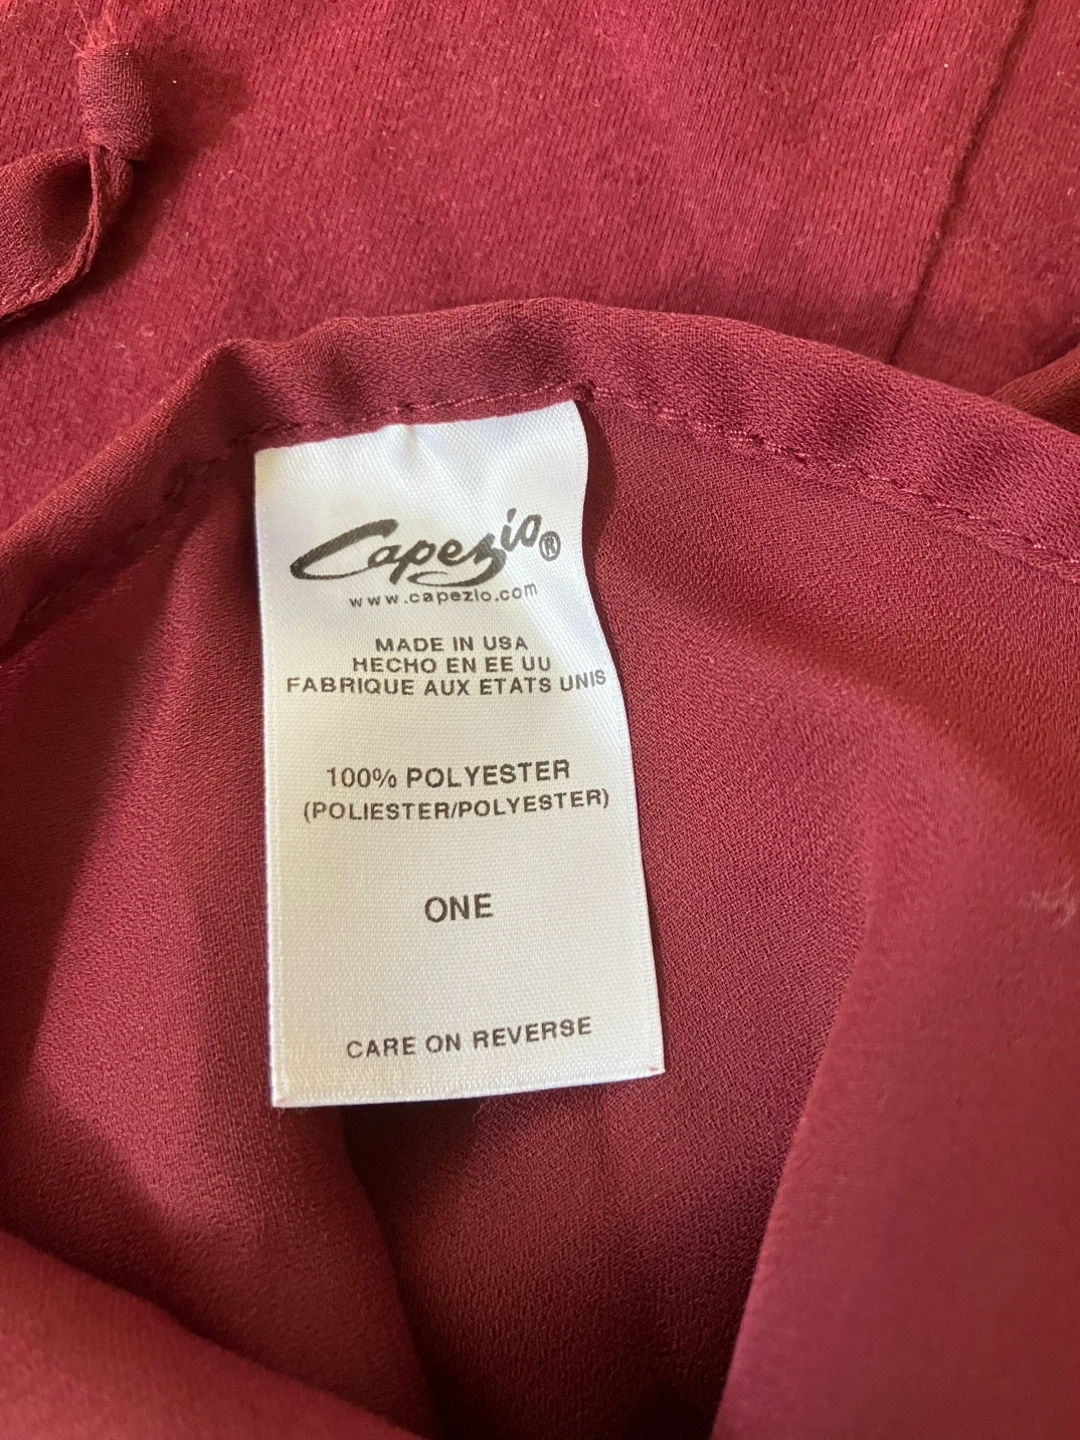 Capezio®
www.capezio.com
MADE IN USA
HECHO EN EE UU
FABRIQUE AUX ETATS UNIS
100% POLYESTER
(POLIESTER/POLYESTER)
ONE
CARE ON REVERSE